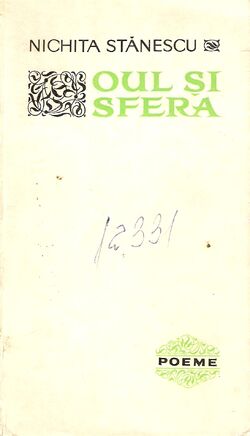 NICHITA STĂNESCU
OUL ȘI
SFERA
12331
POEME